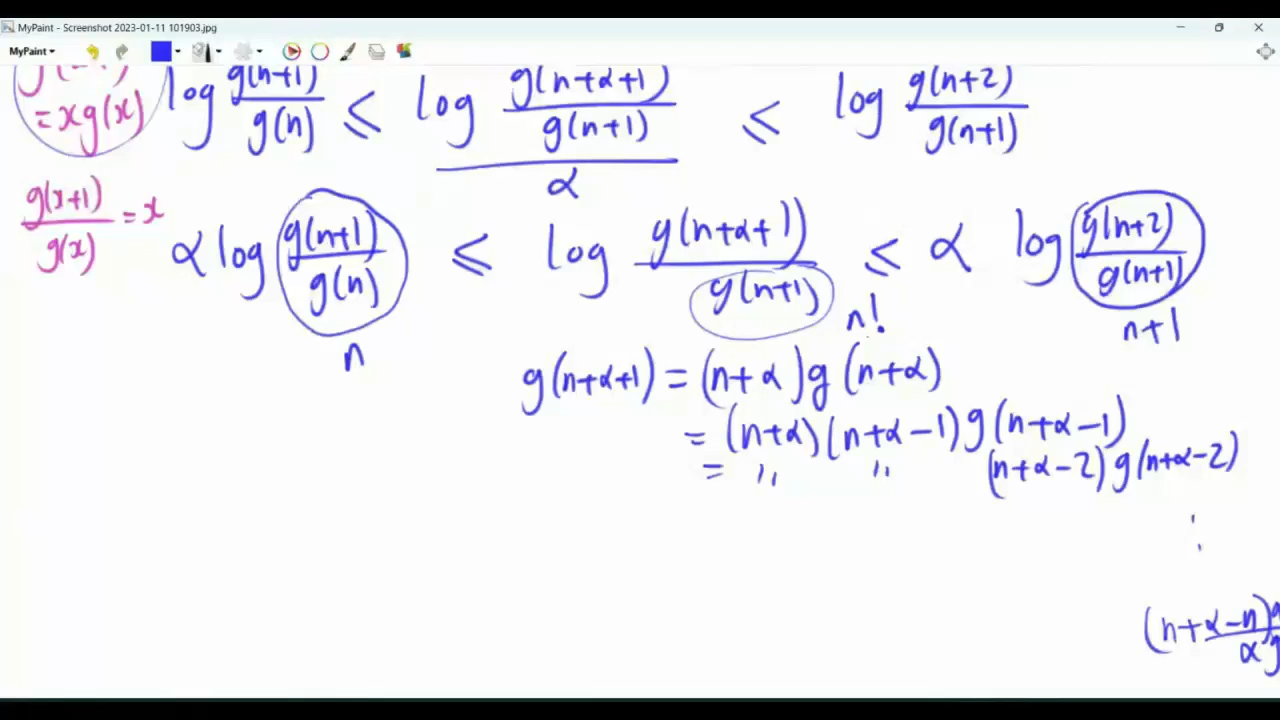 MyPaint - Screenshot 2023-01-11 101903.jpg
MyPaint
= xg(x)
log g(n+1)/g(n) ≤ (log g(n+α+1)/g(n+1))/α ≤ log g(n+2)/g(n+1)
g(x+1)/g(x) = x
α log g(n+1)/g(n) ≤ log g(n+α+1)/g(n+1) ≤ α log g(n+2)/g(n+1)
n
n!
n+1
g(n+α+1) = (n+α)g(n+α)
= (n+α)(n+α-1)g(n+α-1)
= ,, ,, (n+α-2)g(n+α-2)
⋮
(n+α-n)g
α g